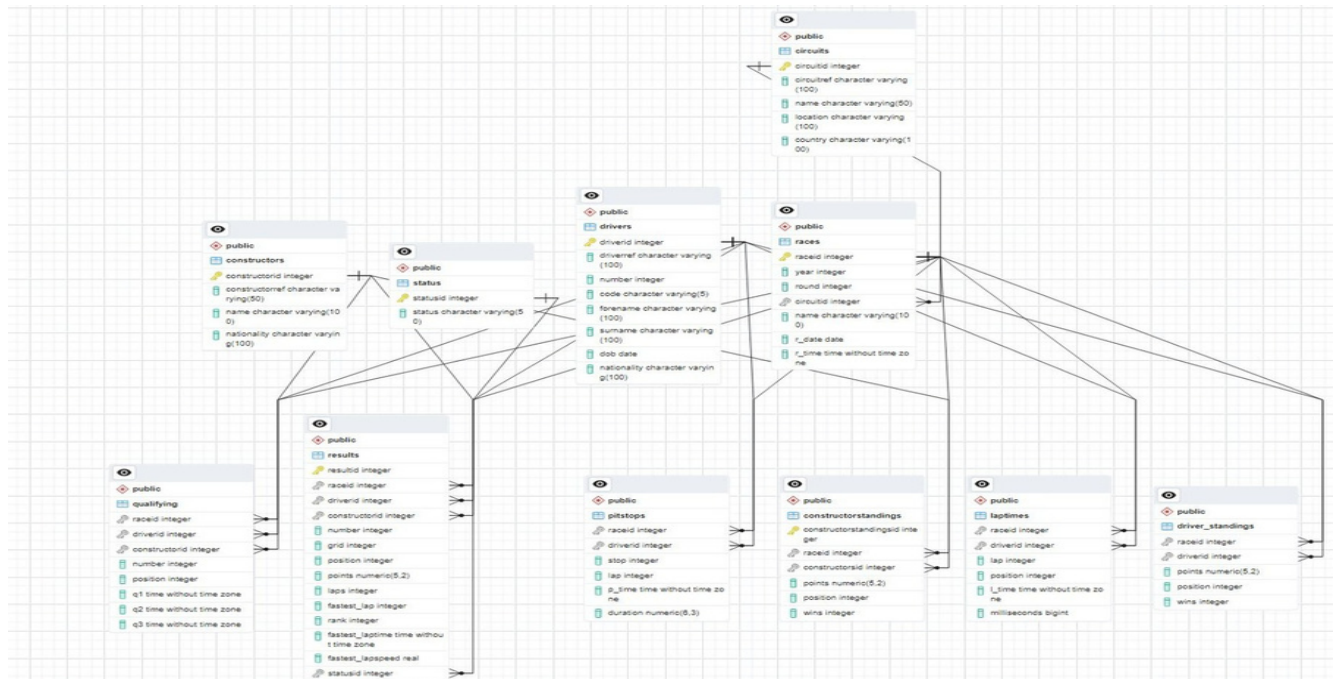 public
circuits
circuitid integer
circuitref character varying
(100)
name character varying(50)
location character varying
(100)
country character varying(1
00)
public
drivers
driverid integer
driverref character varying
(100)
number integer
code character varying(5)
forename character varying
(100)
surname character varying
(100)
dob date
nationality character varyin
g(100)
public
races
raceid integer
year integer
round integer
circuitid integer
name character varying(10
0)
r_date date
r_time time without time zo
ne
public
constructors
constructorid integer
constructorref character va
rying(50)
name character varying(10
0)
nationality character varyin
g(100)
public
status
statusid integer
status character varying(5
0)
public
results
resultid integer
raceid integer
driverid integer
constructorid integer
number integer
grid integer
position integer
points numeric(5,2)
laps integer
fastest_lap integer
rank integer
fastest_laptime time withou
t time zone
fastest_lapspeed real
statusid integer
public
qualifying
raceid integer
driverid integer
constructorid integer
number integer
position integer
q1 time without time zone
q2 time without time zone
q3 time without time zone
public
pitstops
raceid integer
driverid integer
stop integer
lap integer
p_time time without time zo
ne
duration numeric(6,3)
public
constructorstandings
constructorstandingsid inte
ger
raceid integer
constructorsid integer
points numeric(5,2)
position integer
wins integer
public
laptimes
raceid integer
driverid integer
lap integer
position integer
l_time time without time zo
ne
milliseconds bigint
public
driver_standings
raceid integer
driverid integer
points numeric(5,2)
position integer
wins integer